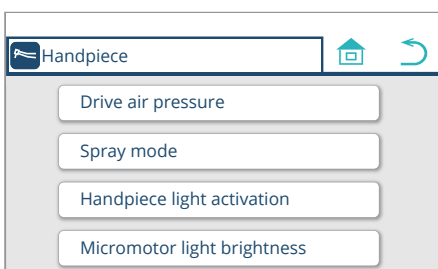 Handpiece
Drive air pressure
Spray mode
Handpiece light activation
Micromotor light brightness